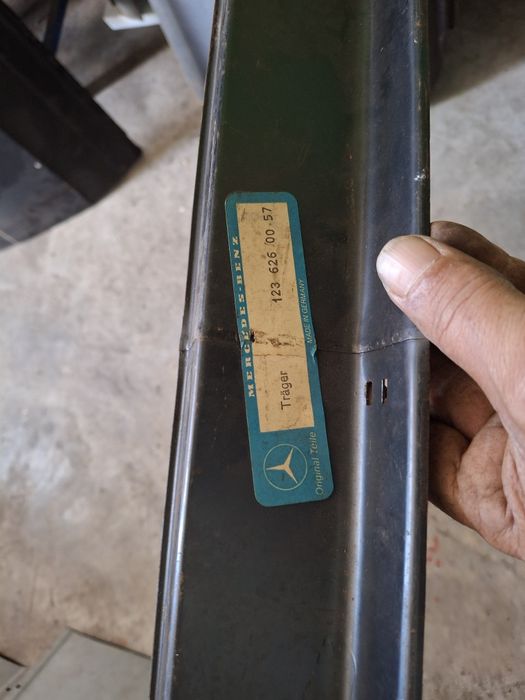 MERCEDES-BENZ
Träger 123 626 00 57
MADE IN GERMANY
Original Teile